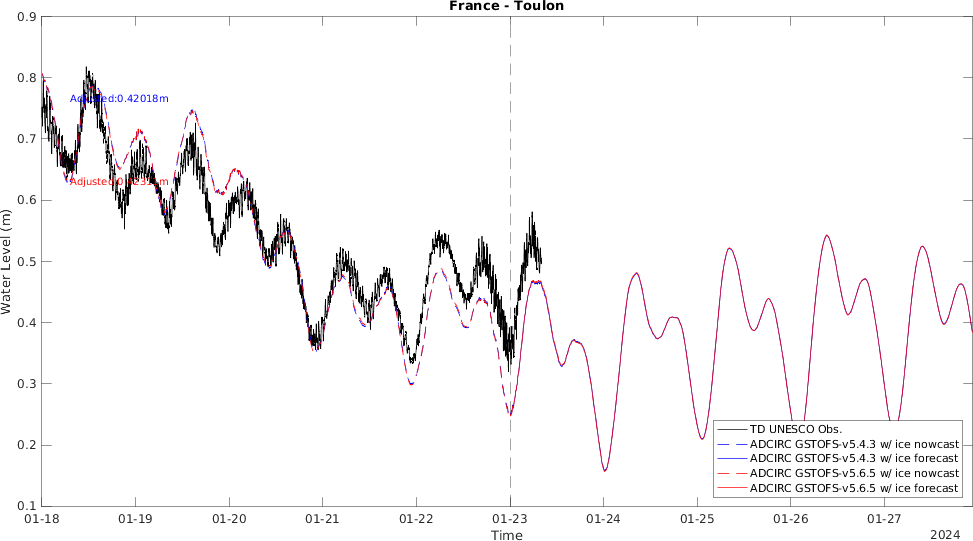 France - Toulon
0.9
0.8
0.7
0.6
0.5
0.4
0.3
0.2
0.1
Water Level (m)
Adjusted:0.42018m
TD UNESCO Obs.
ADCIRC GSTOFS-v5.4.3 w/ ice nowcast
ADCIRC GSTOFS-v5.4.3 w/ ice forecast
ADCIRC GSTOFS-v5.6.5 w/ ice nowcast
ADCIRC GSTOFS-v5.6.5 w/ ice forecast
01-18 01-19 01-20 01-21 01-22 01-23 01-24 01-25 01-26 01-27
Time
2024